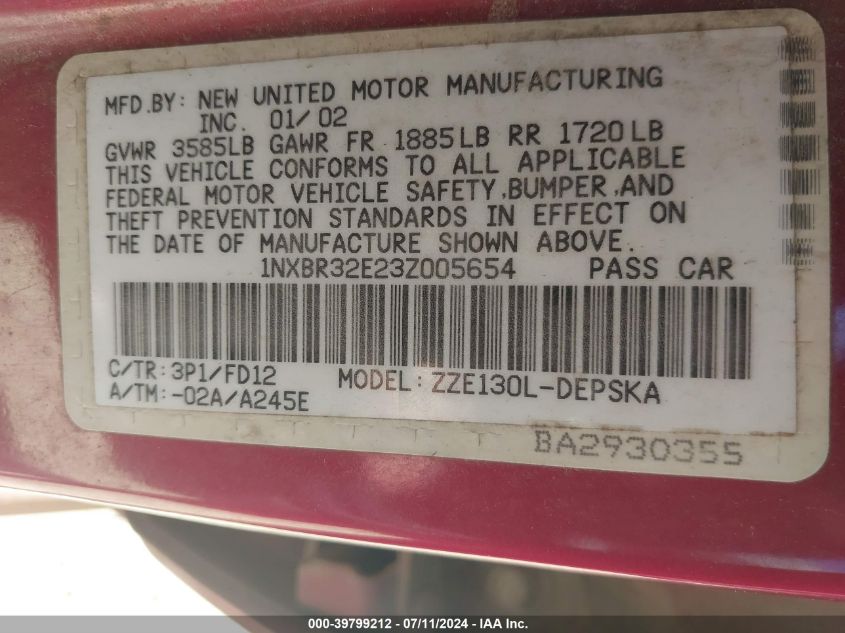 MFD.BY: NEW UNITED MOTOR MANUFACTURING
INC. 01/02
GVWR 3585LB GAWR FR 1885LB RR 1720LB
THIS VEHICLE CONFORMS TO ALL APPLICABLE
FEDERAL MOTOR VEHICLE SAFETY,BUMPER,AND
THEFT PREVENTION STANDARDS IN EFFECT ON
THE DATE OF MANUFACTURE SHOWN ABOVE.
1NXBR32E23Z005654 PASS CAR
C/TR:3P1/FD12 MODEL:ZZE130L-DEPSKA
A/TM:-02A/A245E
BA2930355
000-39799212 - 07/11/2024 - IAA Inc.